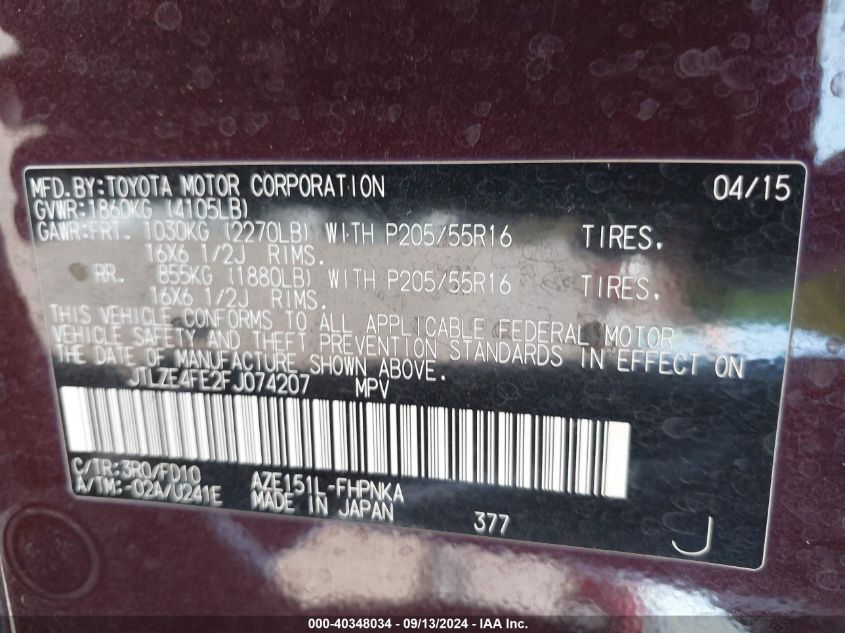 MFD.BY:TOYOTA MOTOR CORPORATION 04/15
GVWR:1860KG (4105LB)
GAWR:FRT. 1030KG (2270LB) WITH P205/55R16 TIRES.
16X6 1/2J RIMS.
RR. 855KG (1880LB) WITH P205/55R16 TIRES.
16X6 1/2J RIMS.
THIS VEHICLE CONFORMS TO ALL APPLICABLE FEDERAL MOTOR
VEHICLE SAFETY AND THEFT PREVENTION STANDARDS IN EFFECT ON
THE DATE OF MANUFACTURE SHOWN ABOVE.
JTLZE4FE2FJ074207 MPV
C/TR:3R0/FD10
A/TM:-02A/U241E
AZE151L-FHPNKA
MADE IN JAPAN
377
J
000-40348034 - 09/13/2024 - IAA Inc.